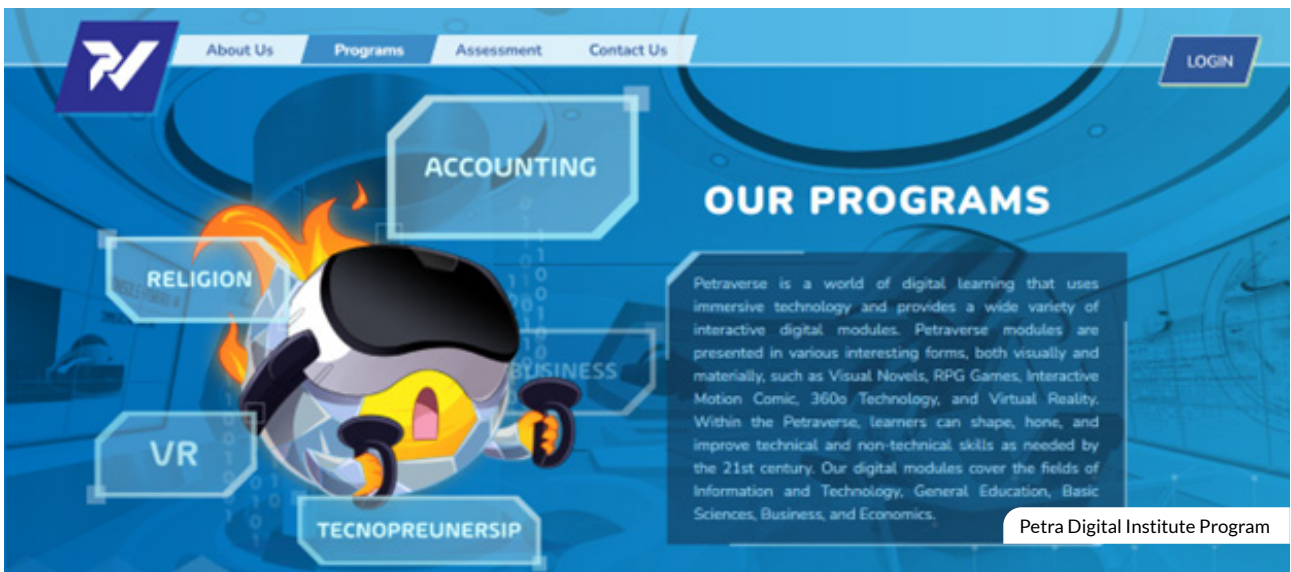 About Us
Programs
Assessment
Contact Us
LOGIN
ACCOUNTING
RELIGION
BUSINESS
VR
TECNOPREUNERSIP
OUR PROGRAMS
Petraverse is a world of digital learning that uses
immersive technology and provides a wide variety of
interactive digital modules. Petraverse modules are
presented in various interesting forms, both visually and
materially, such as Visual Novels, RPG Games, Interactive
Motion Comic, 360o Technology, and Virtual Reality.
Within the Petraverse, learners can shape, hone, and
improve technical and non-technical skills as needed by
the 21st century. Our digital modules cover the fields of
Information and Technology, General Education, Basic
Sciences, Business, and Economics.
Petra Digital Institute Program